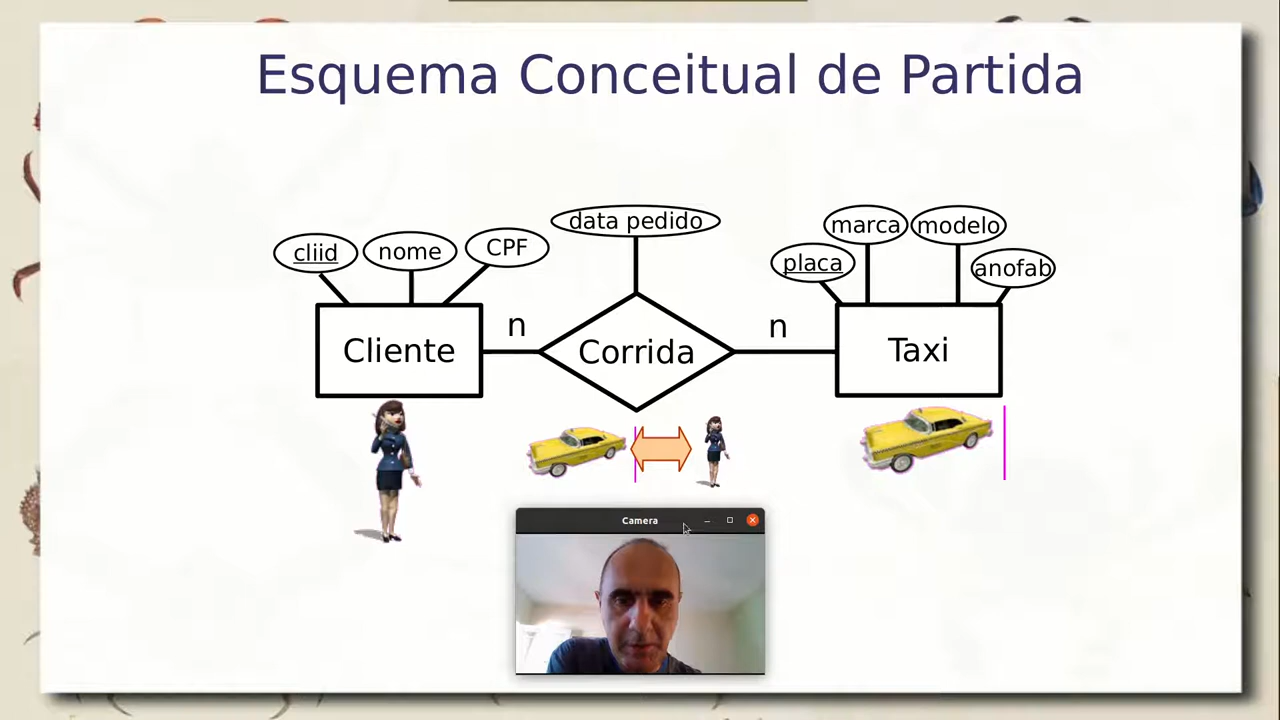 Esquema Conceitual de Partida
data pedido
marca
modelo
cliid
nome
CPF
placa
anofab
n
n
Cliente
Corrida
Taxi
Camera